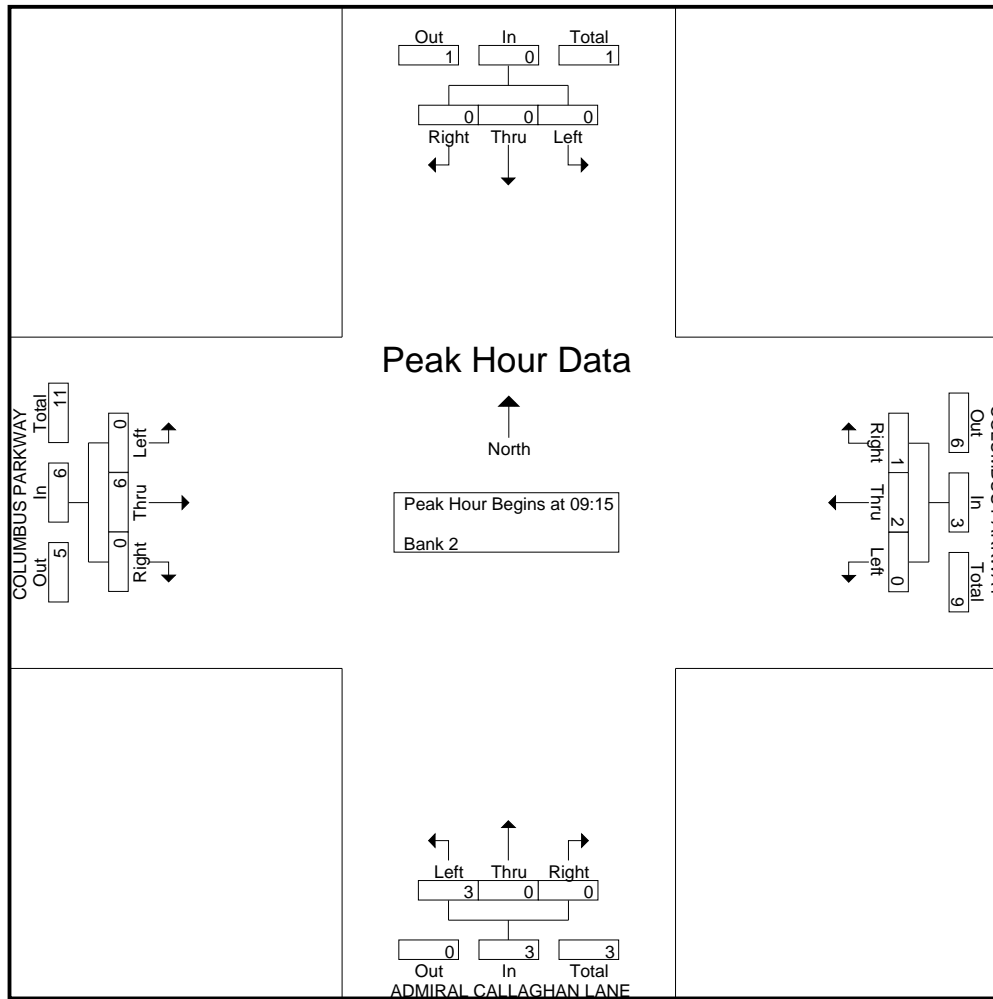 Out In Total
1 0 1
0 0 0
Right Thru Left
Peak Hour Data
North
Peak Hour Begins at 09:15
Bank 2
COLUMBUS PARKWAY
Out In Total
5 6 11
0 6 0
Right Thru Left
Out In Total
6 3 9
1 2 0
Right Thru Left
Left Thru Right
3 0 0
0 3 3
Out In Total
ADMIRAL CALLAGHAN LANE